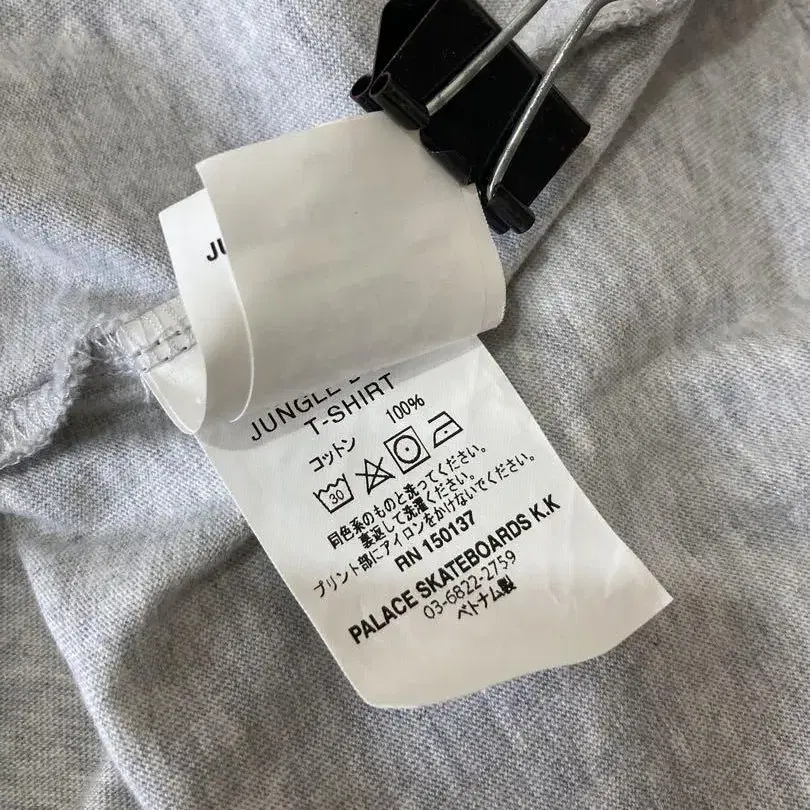 JUNGLE
T-SHIRT
コットン 100%
30
同色系のものと洗ってください。
裏返して洗濯ください。
プリント部にアイロンをかけないでください。
RN 150137
PALACE SKATEBOARDS K.K
03-6822-2759
ベトナム製